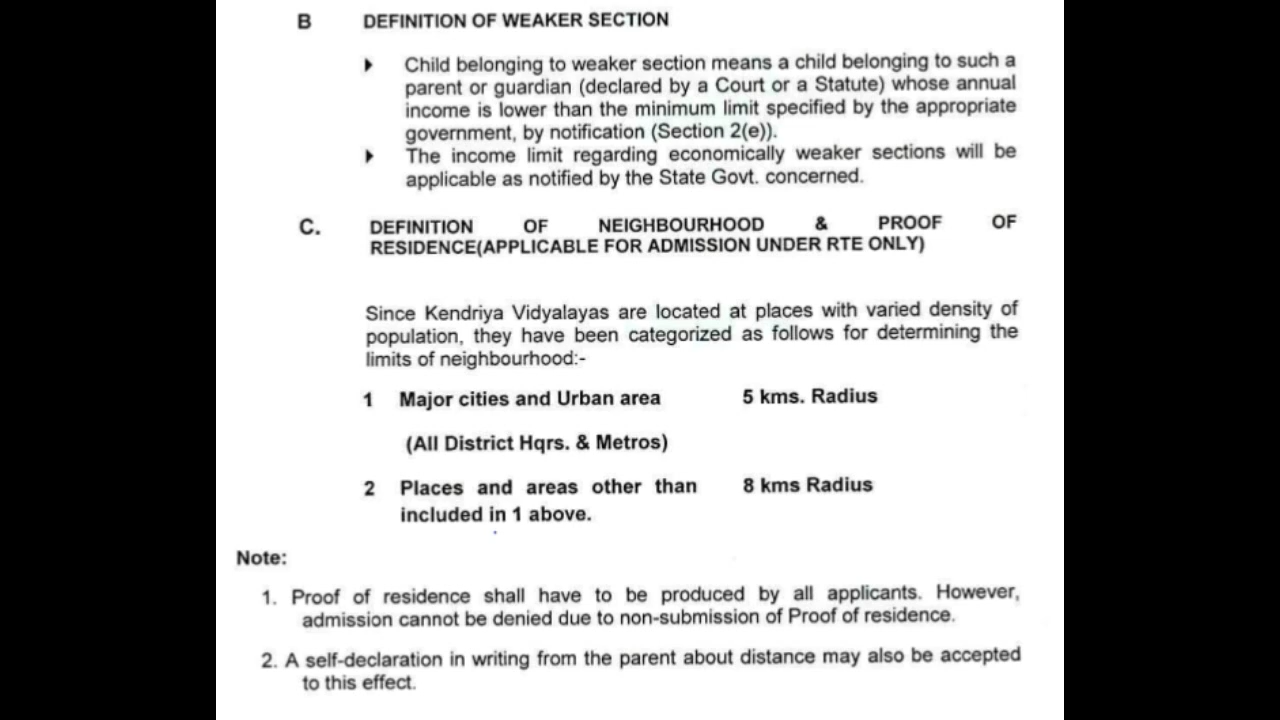 B DEFINITION OF WEAKER SECTION
Child belonging to weaker section means a child belonging to such a
parent or guardian (declared by a Court or a Statute) whose annual
income is lower than the minimum limit specified by the appropriate
government, by notification (Section 2(e)).
The income limit regarding economically weaker sections will be
applicable as notified by the State Govt. concerned.
C. DEFINITION OF NEIGHBOURHOOD & PROOF OF
RESIDENCE(APPLICABLE FOR ADMISSION UNDER RTE ONLY)
Since Kendriya Vidyalayas are located at places with varied density of
population, they have been categorized as follows for determining the
limits of neighbourhood:-
1 Major cities and Urban area 5 kms. Radius
(All District Hqrs. & Metros)
2 Places and areas other than 8 kms Radius
included in 1 above.
Note:
1. Proof of residence shall have to be produced by all applicants. However,
admission cannot be denied due to non-submission of Proof of residence.
2. A self-declaration in writing from the parent about distance may also be accepted
to this effect.